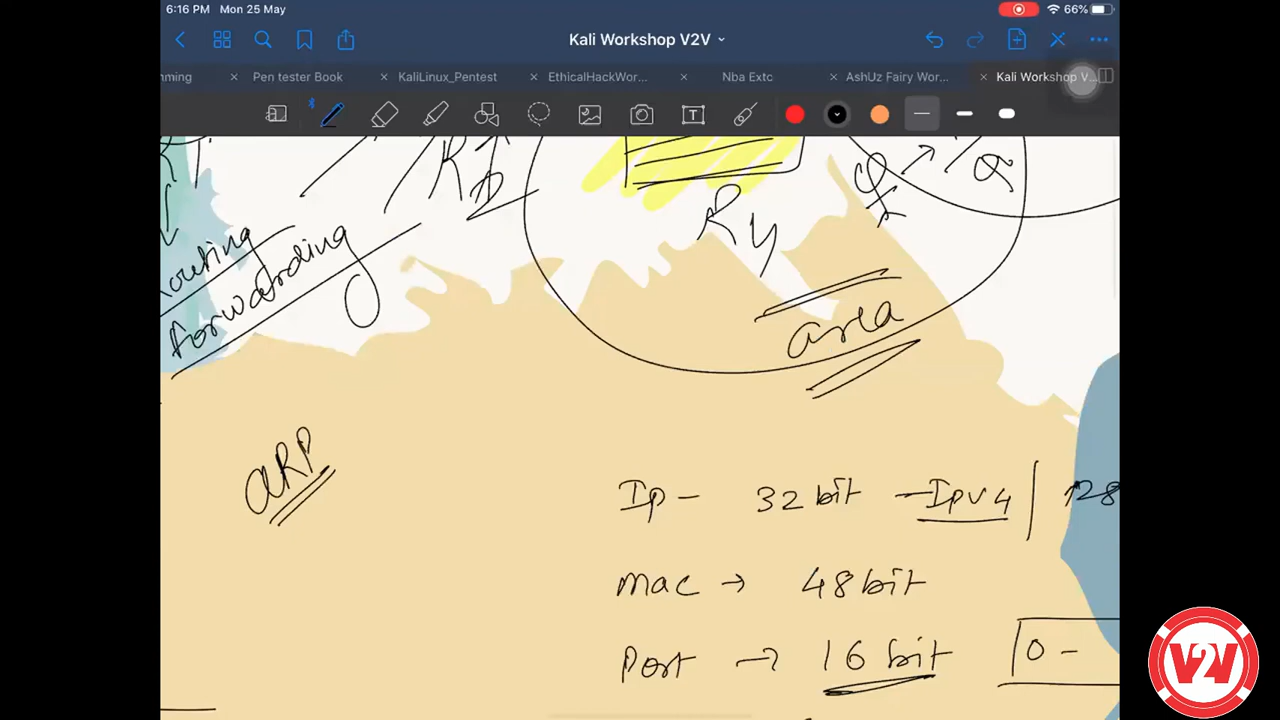 6:16 PM Mon 25 May
66%
Kali Workshop V2V
Pen tester Book
KaliLinux_Pentest
EthicalHackWor...
Nba Extc
AshUz Fairy Wor...
Kali Workshop V...
T
Routing
forwarding
area
ARP
Ip - 32 bit - Ipv4 | 128
Mac → 48 bit
Port → 16 bit 0 -
V2V